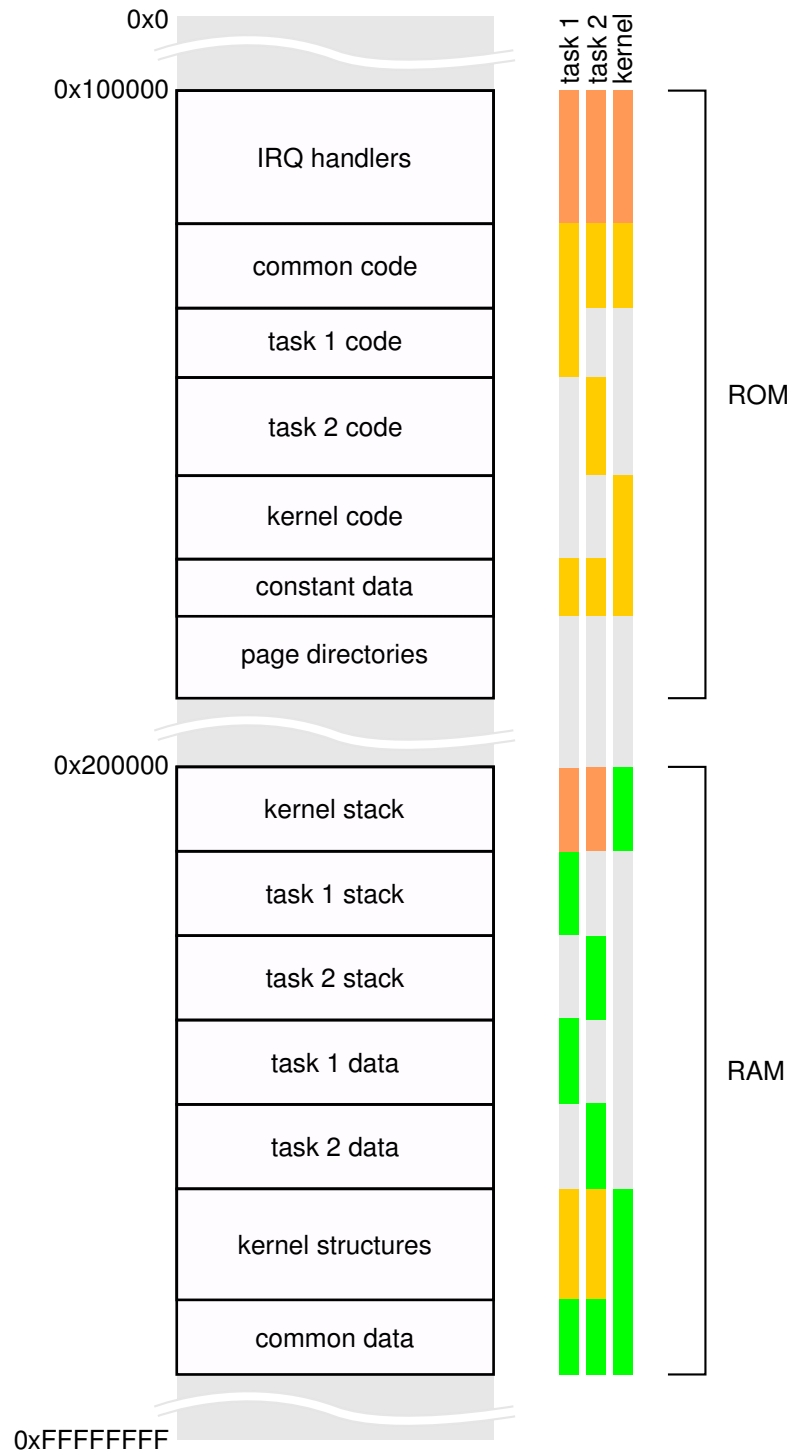 0x0
task 1
task 2
kernel
0x100000
IRQ handlers
common code
task 1 code
ROM
task 2 code
kernel code
constant data
page directories
0x200000
kernel stack
task 1 stack
task 2 stack
task 1 data
RAM
task 2 data
kernel structures
common data
0xFFFFFFFF